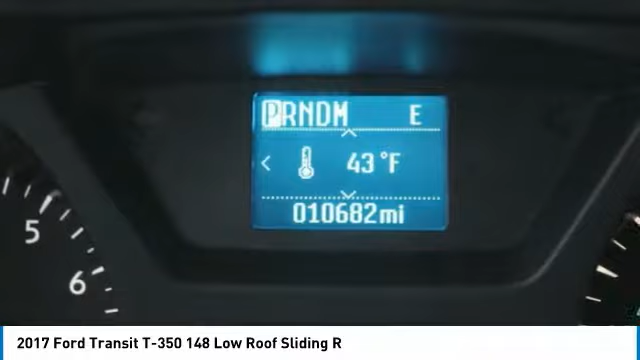 PRNDM E
< 43°F
010682mi
5
6
2017 Ford Transit T-350 148 Low Roof Sliding R